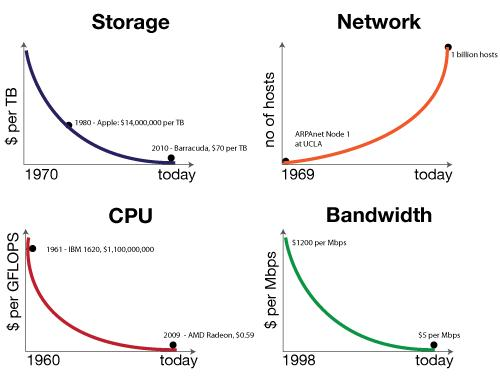 Storage
$ per TB
1980 - Apple: $14,000,000 per TB
2010 - Barracuda, $70 per TB
1970
today
Network
no of hosts
1 billion hosts
ARPAnet Node 1
at UCLA
1969
today
CPU
$ per GFLOPS
1961 - IBM 1620, $1,100,000,000
2009 - AMD Radeon, $0.59
1960
today
Bandwidth
$ per Mbps
$1200 per Mbps
$5 per Mbps
1998
today